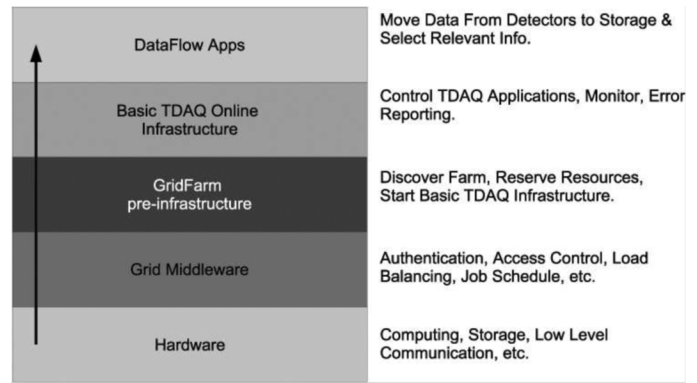 DataFlow Apps
Move Data From Detectors to Storage &
Select Relevant Info.
Basic TDAQ Online
Infrastructure
Control TDAQ Applications, Monitor, Error
Reporting.
GridFarm
pre-infrastructure
Discover Farm, Reserve Resources,
Start Basic TDAQ Infrastructure.
Grid Middleware
Authentication, Access Control, Load
Balancing, Job Schedule, etc.
Hardware
Computing, Storage, Low Level
Communication, etc.